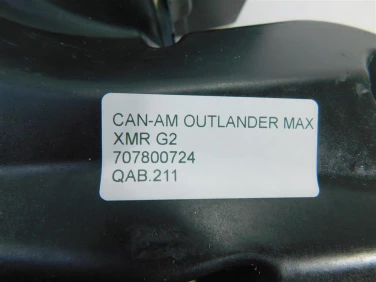 CAN-AM OUTLANDER MAX
XMR G2
707800724
QAB.211